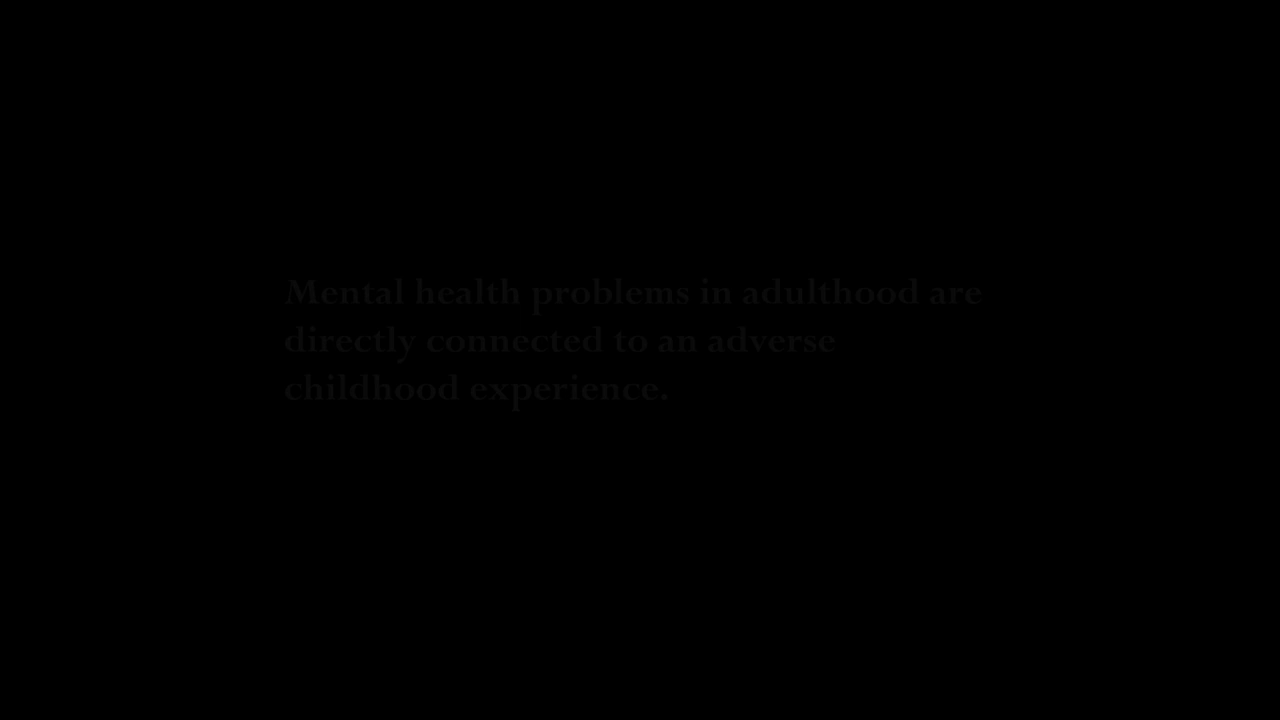 Mental health problems in adulthood are
directly connected to an adverse
childhood experience.